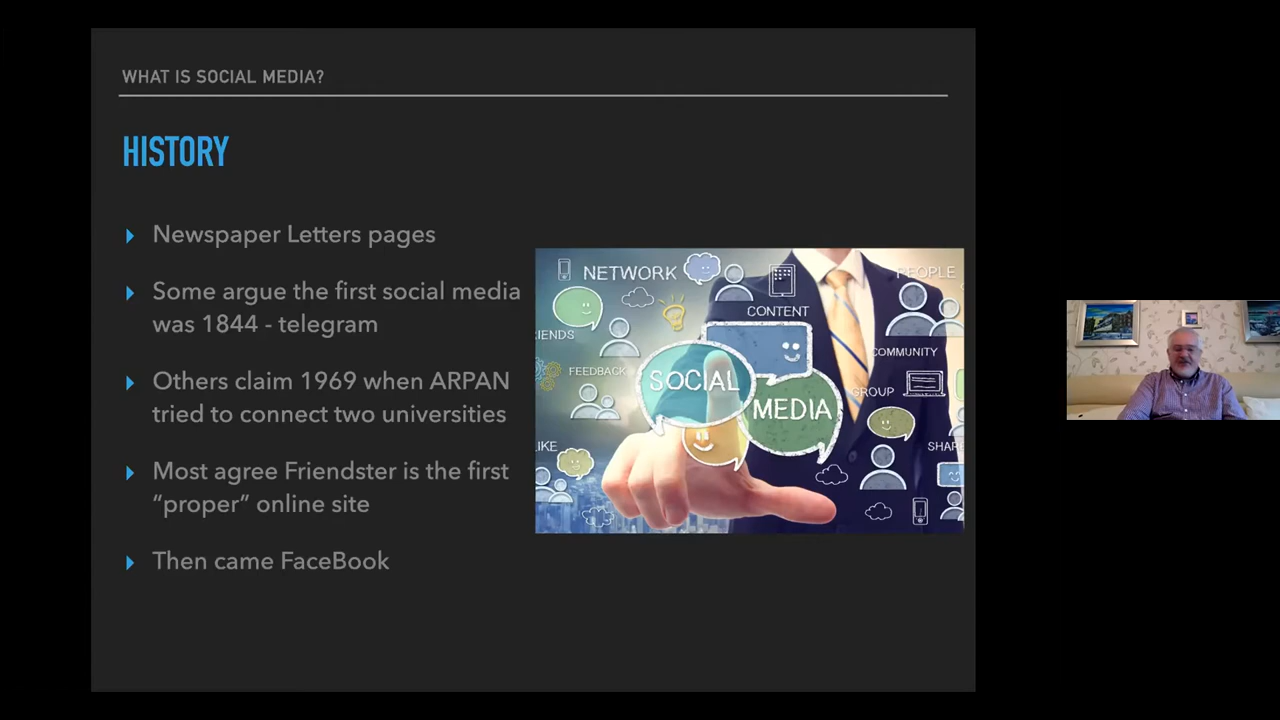 WHAT IS SOCIAL MEDIA?
HISTORY
Newspaper Letters pages
Some argue the first social media
was 1844 - telegram
Others claim 1969 when ARPAN
tried to connect two universities
Most agree Friendster is the first
“proper” online site
Then came FaceBook
NETWORK
PEOPLE
CONTENT
IENDS
COMMUNITY
FEEDBACK
SOCIAL
GROUP
MEDIA
LIKE
SHAR